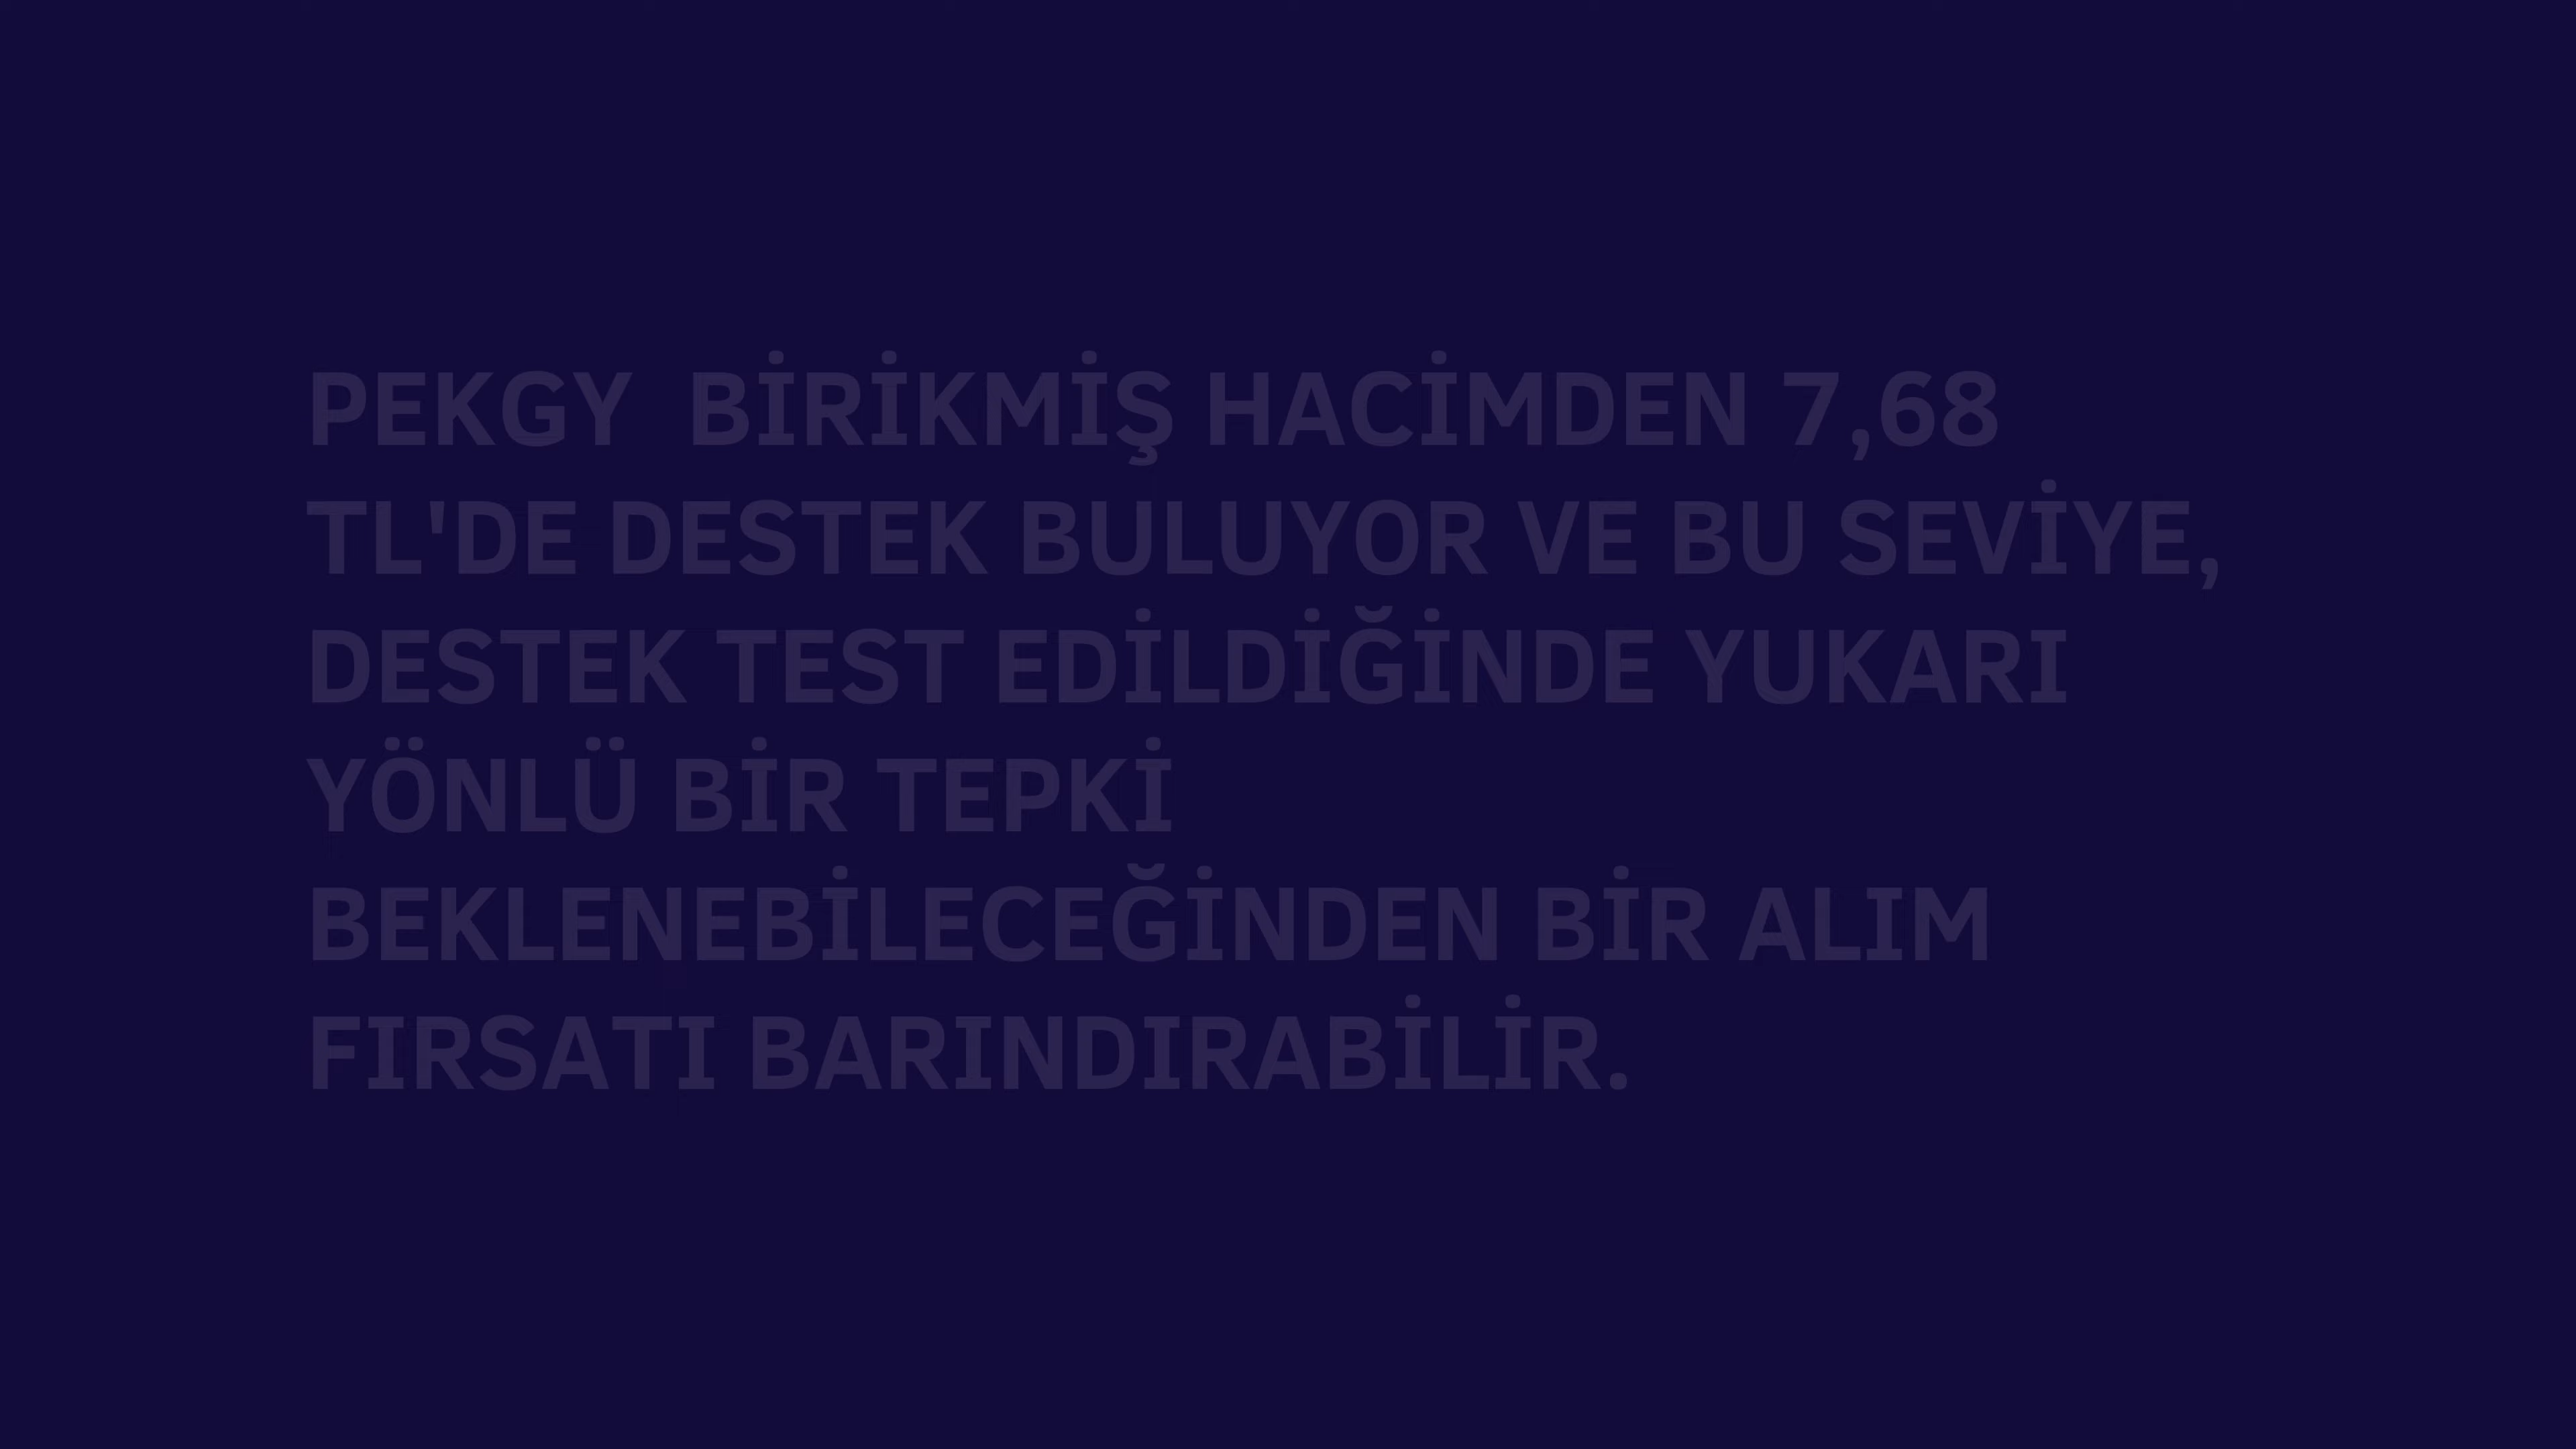 PEKGY  BİRİKMİŞ HACİMDEN 7,68
TL'DE DESTEK BULUYOR VE BU SEVİYE,
DESTEK TEST EDİLDİĞİNDE YUKARI
YÖNLÜ BİR TEPKİ
BEKLENEBİLECEĞİNDEN BİR ALIM
FIRSATI BARINDIRABİLİR.